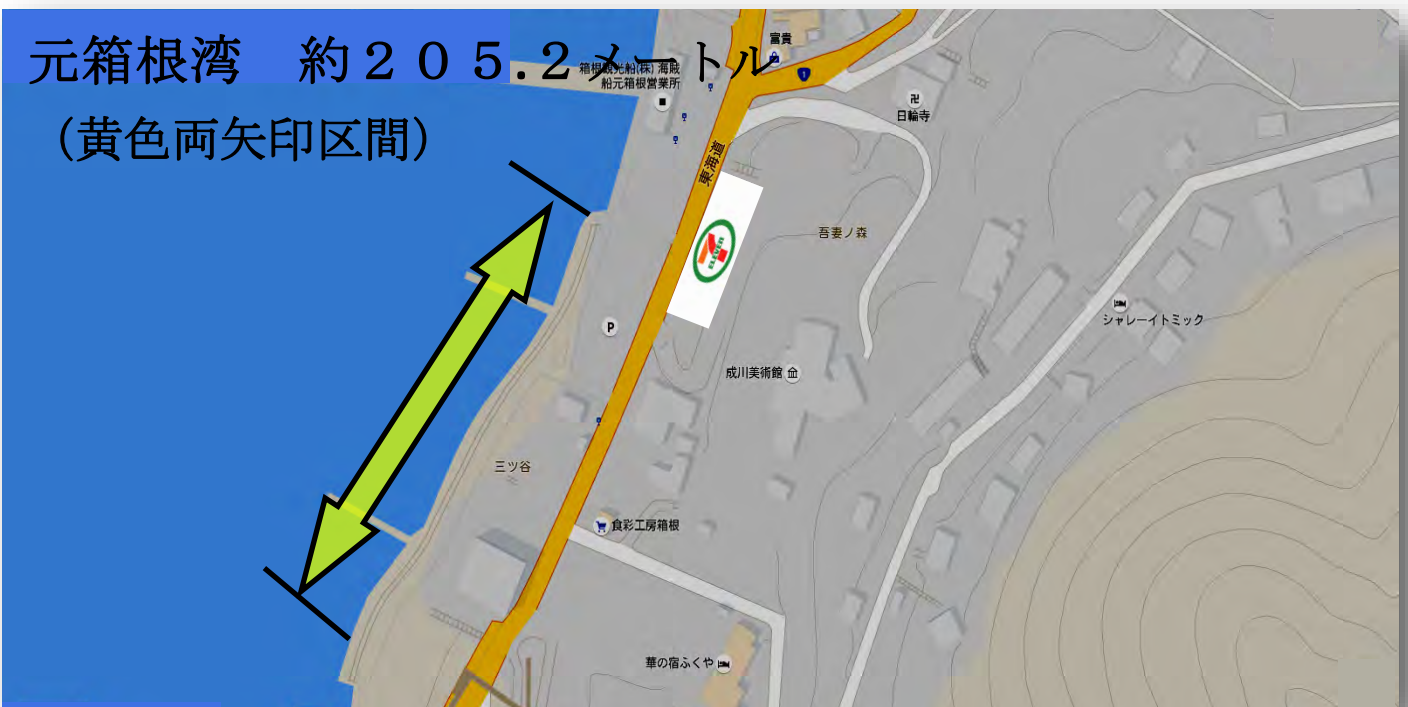 元箱根湾　約２０５.２メートル
（黄色両矢印区間）
富貴
箱根観光船(株) 海賊
船元箱根営業所
1
卍
日輪寺
東海道
ELEVEN
吾妻ノ森
P
シャレーイトミック
成川美術館
三ツ谷
食彩工房箱根
華の宿ふくや